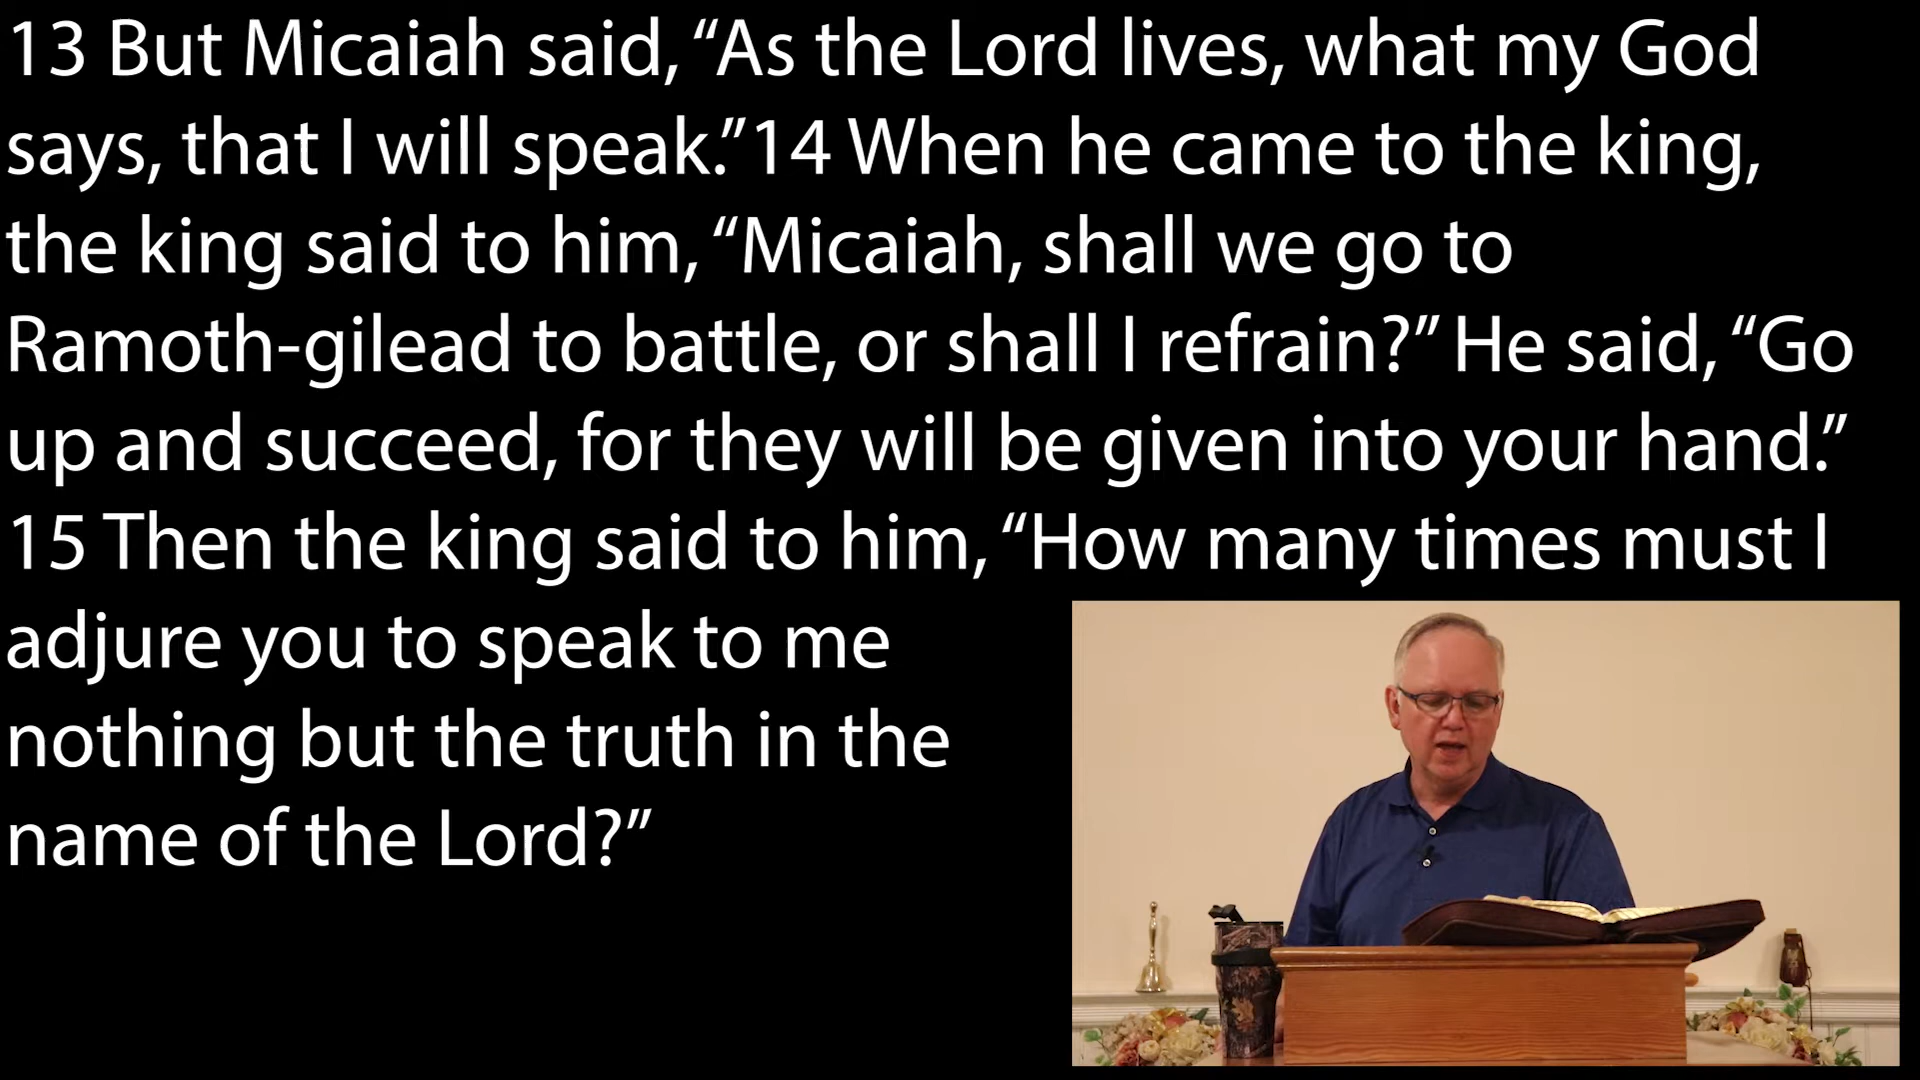 13 But Micaiah said, “As the Lord lives, what my God
says, that I will speak.”14 When he came to the king,
the king said to him, “Micaiah, shall we go to
Ramoth-gilead to battle, or shall I refrain?” He said, “Go
up and succeed, for they will be given into your hand.”
15 Then the king said to him, “How many times must I
adjure you to speak to me
nothing but the truth in the
name of the Lord?”